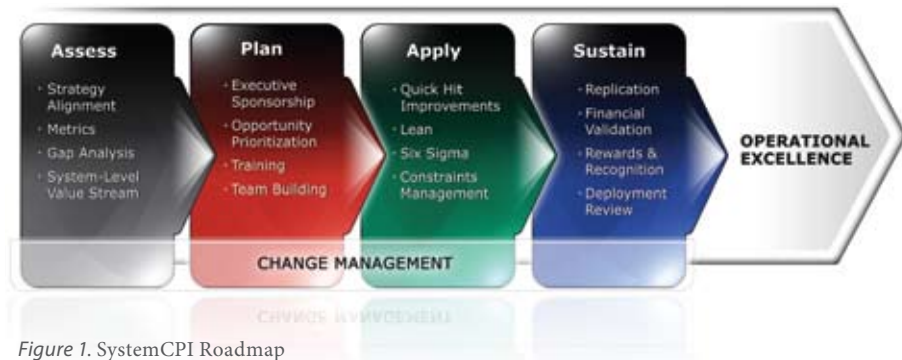 Assess
· Strategy
Alignment
· Metrics
· Gap Analysis
· System-Level
Value Stream
Plan
· Executive
Sponsorship
· Opportunity
Prioritization
· Training
· Team Building
Apply
· Quick Hit
Improvements
· Lean
· Six Sigma
· Constraints
Management
Sustain
· Replication
· Financial
Validation
· Rewards &
Recognition
· Deployment
Review
OPERATIONAL
EXCELLENCE
CHANGE MANAGEMENT
Figure 1. SystemCPI Roadmap